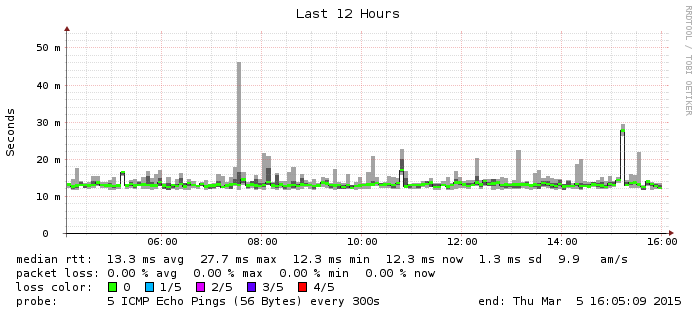 Last 12 Hours
RRDTOOL / TOBI OETIKER
Seconds
50 m
40 m
30 m
20 m
10 m
0
06:00 08:00 10:00 12:00 14:00 16:00
median rtt: 13.3 ms avg 27.7 ms max 12.3 ms min 12.3 ms now 1.3 ms sd 9.9 am/s
packet loss: 0.00 % avg 0.00 % max 0.00 % min 0.00 % now
loss color: 0 1/5 2/5 3/5 4/5
probe: 5 ICMP Echo Pings (56 Bytes) every 300s end: Thu Mar 5 16:05:09 2015